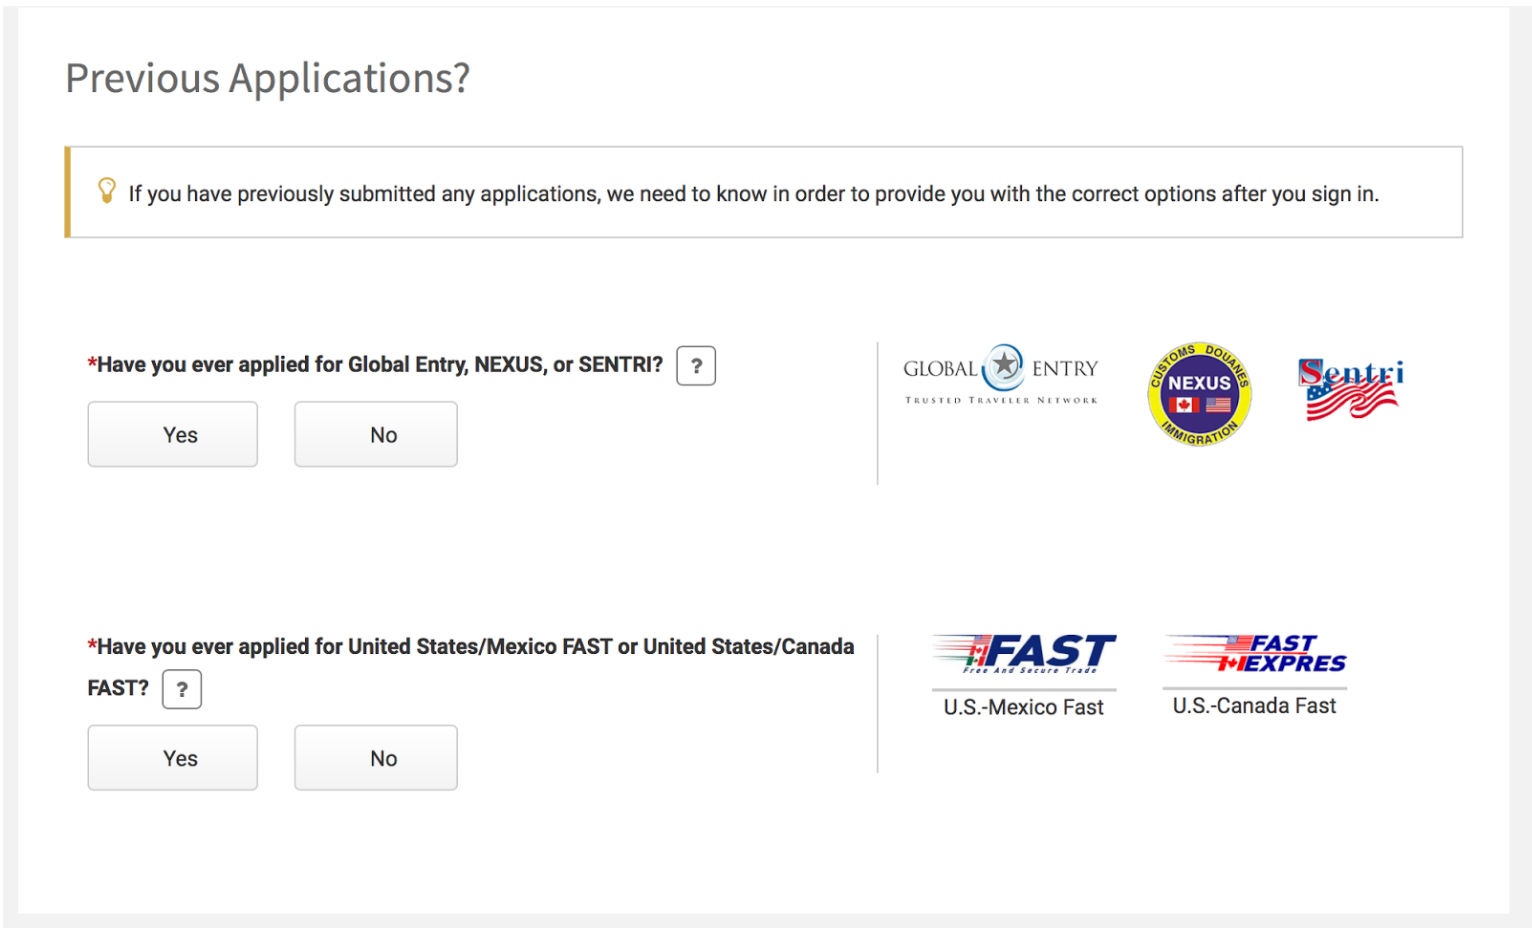 Previous Applications?
If you have previously submitted any applications, we need to know in order to provide you with the correct options after you sign in.
*Have you ever applied for Global Entry, NEXUS, or SENTRI? ?
Yes
No
GLOBAL ENTRY
TRUSTED TRAVELER NETWORK
CUSTOMS DOUANES
NEXUS
IMMIGRATION
Sentri
*Have you ever applied for United States/Mexico FAST or United States/Canada
FAST? ?
Yes
No
FAST
Free And Secure Trade
U.S.-Mexico Fast
FAST
EXPRES
U.S.-Canada Fast